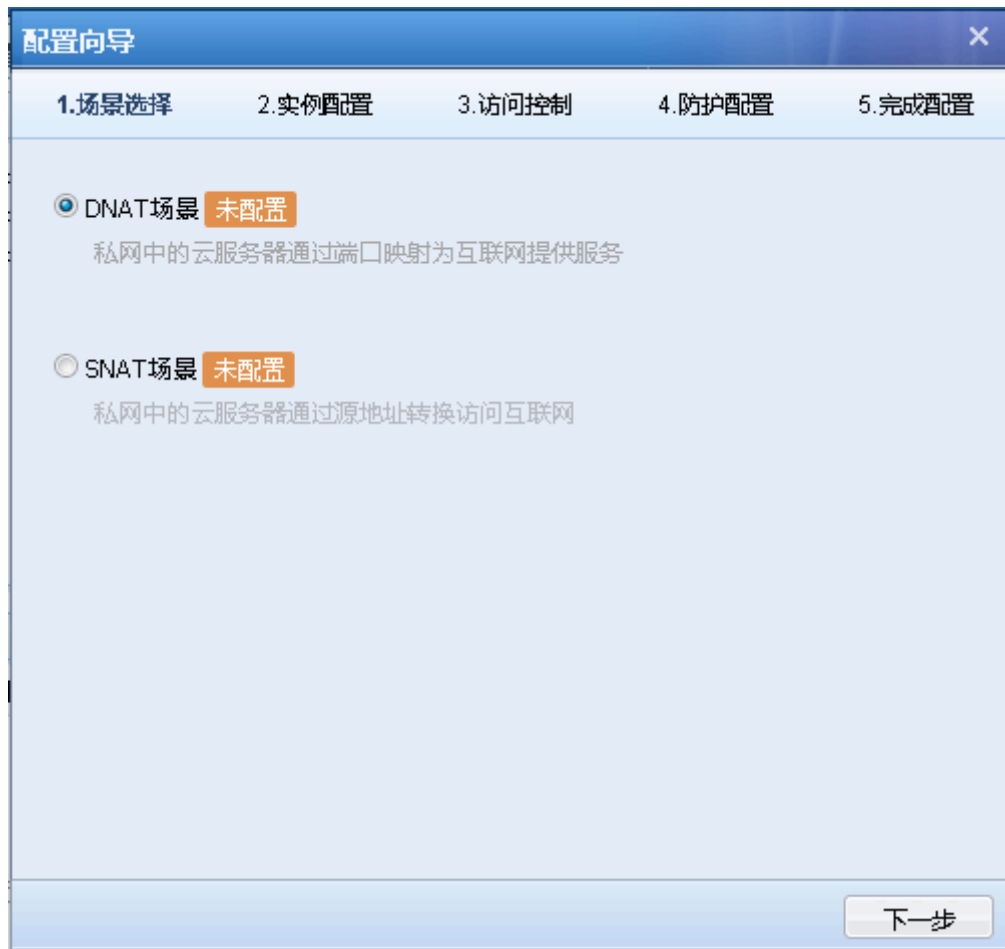 配置向导
1.场景选择 2.实例配置 3.访问控制 4.防护配置 5.完成配置
DNAT场景 未配置
私网中的云服务器通过端口映射为互联网提供服务
SNAT场景 未配置
私网中的云服务器通过源地址转换访问互联网
下一步